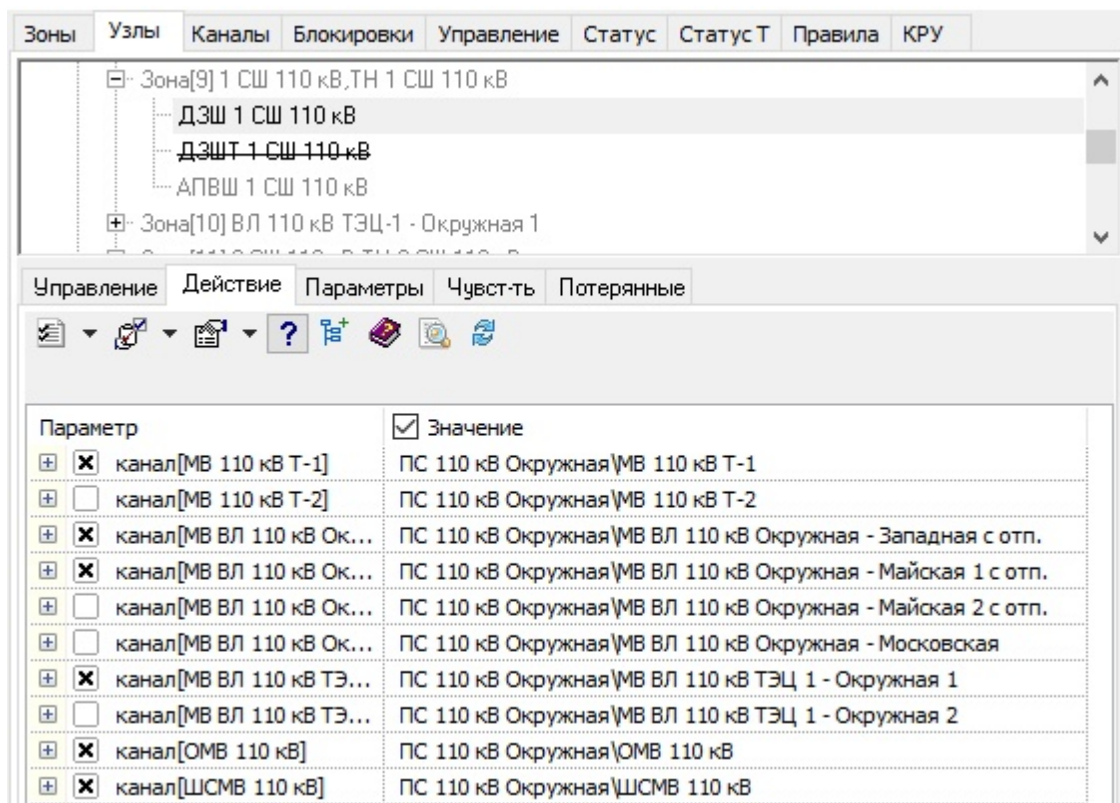 Зоны Узлы Каналы Блокировки Управление Статус Статус Т Правила КРУ
Зона[9] 1 СШ 110 кВ,ТН 1 СШ 110 кВ
ДЗШ 1 СШ 110 кВ
ДЗШТ 1 СШ 110 кВ
АПВШ 1 СШ 110 кВ
Зона[10] ВЛ 110 кВ ТЭЦ-1 - Окружная 1
Управление Действие Параметры Чувст-ть Потерянные
Параметр Значение
канал[МВ 110 кВ Т-1] ПС 110 кВ Окружная\МВ 110 кВ Т-1
канал[МВ 110 кВ Т-2] ПС 110 кВ Окружная\МВ 110 кВ Т-2
канал[МВ ВЛ 110 кВ Ок... ПС 110 кВ Окружная\МВ ВЛ 110 кВ Окружная - Западная с отп.
канал[МВ ВЛ 110 кВ Ок... ПС 110 кВ Окружная\МВ ВЛ 110 кВ Окружная - Майская 1 с отп.
канал[МВ ВЛ 110 кВ Ок... ПС 110 кВ Окружная\МВ ВЛ 110 кВ Окружная - Майская 2 с отп.
канал[МВ ВЛ 110 кВ Ок... ПС 110 кВ Окружная\МВ ВЛ 110 кВ Окружная - Московская
канал[МВ ВЛ 110 кВ ТЭ... ПС 110 кВ Окружная\МВ ВЛ 110 кВ ТЭЦ 1 - Окружная 1
канал[МВ ВЛ 110 кВ ТЭ... ПС 110 кВ Окружная\МВ ВЛ 110 кВ ТЭЦ 1 - Окружная 2
канал[ОМВ 110 кВ] ПС 110 кВ Окружная\ОМВ 110 кВ
канал[ШСМВ 110 кВ] ПС 110 кВ Окружная\ШСМВ 110 кВ